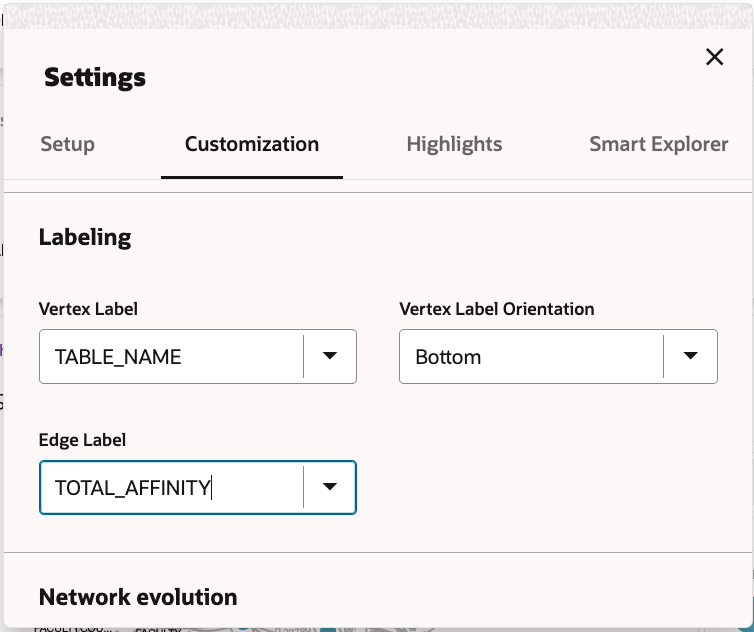 Settings
Setup Customization Highlights Smart Explorer
Labeling
Vertex Label Vertex Label Orientation
TABLE_NAME Bottom
Edge Label
TOTAL_AFFINITY
Network evolution